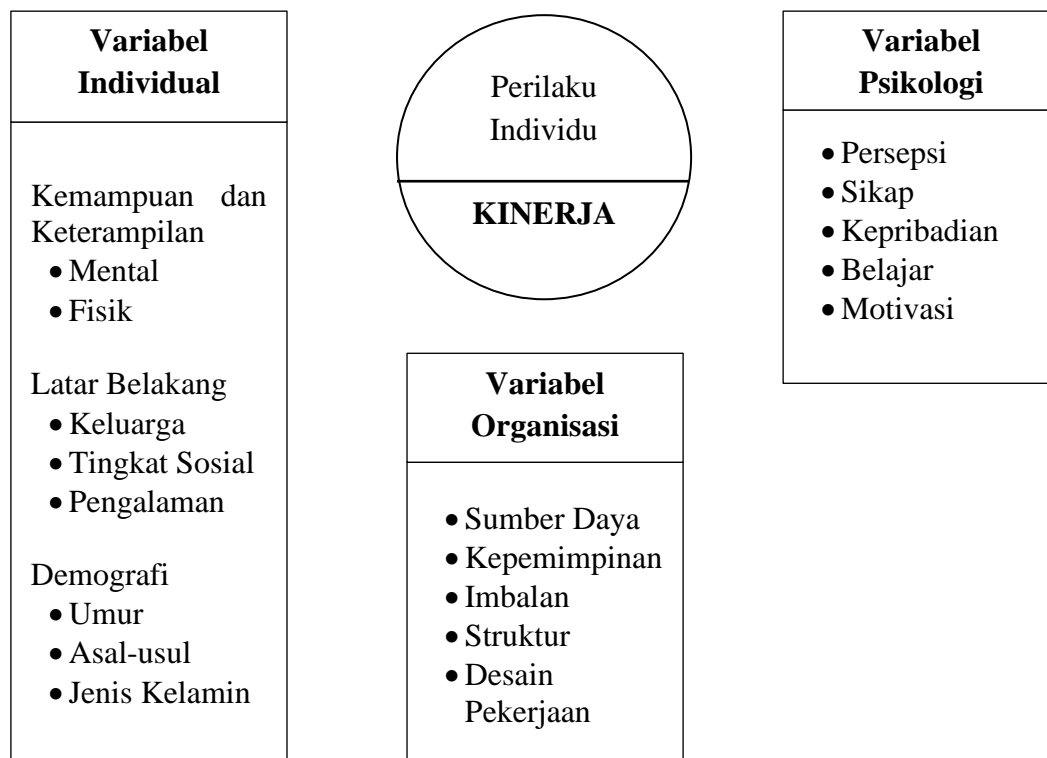 Variabel
Individual
Kemampuan dan
Keterampilan
• Mental
• Fisik
Latar Belakang
• Keluarga
• Tingkat Sosial
• Pengalaman
Demografi
• Umur
• Asal-usul
• Jenis Kelamin
Perilaku
Individu
KINERJA
Variabel
Organisasi
• Sumber Daya
• Kepemimpinan
• Imbalan
• Struktur
• Desain
Pekerjaan
Variabel
Psikologi
• Persepsi
• Sikap
• Kepribadian
• Belajar
• Motivasi